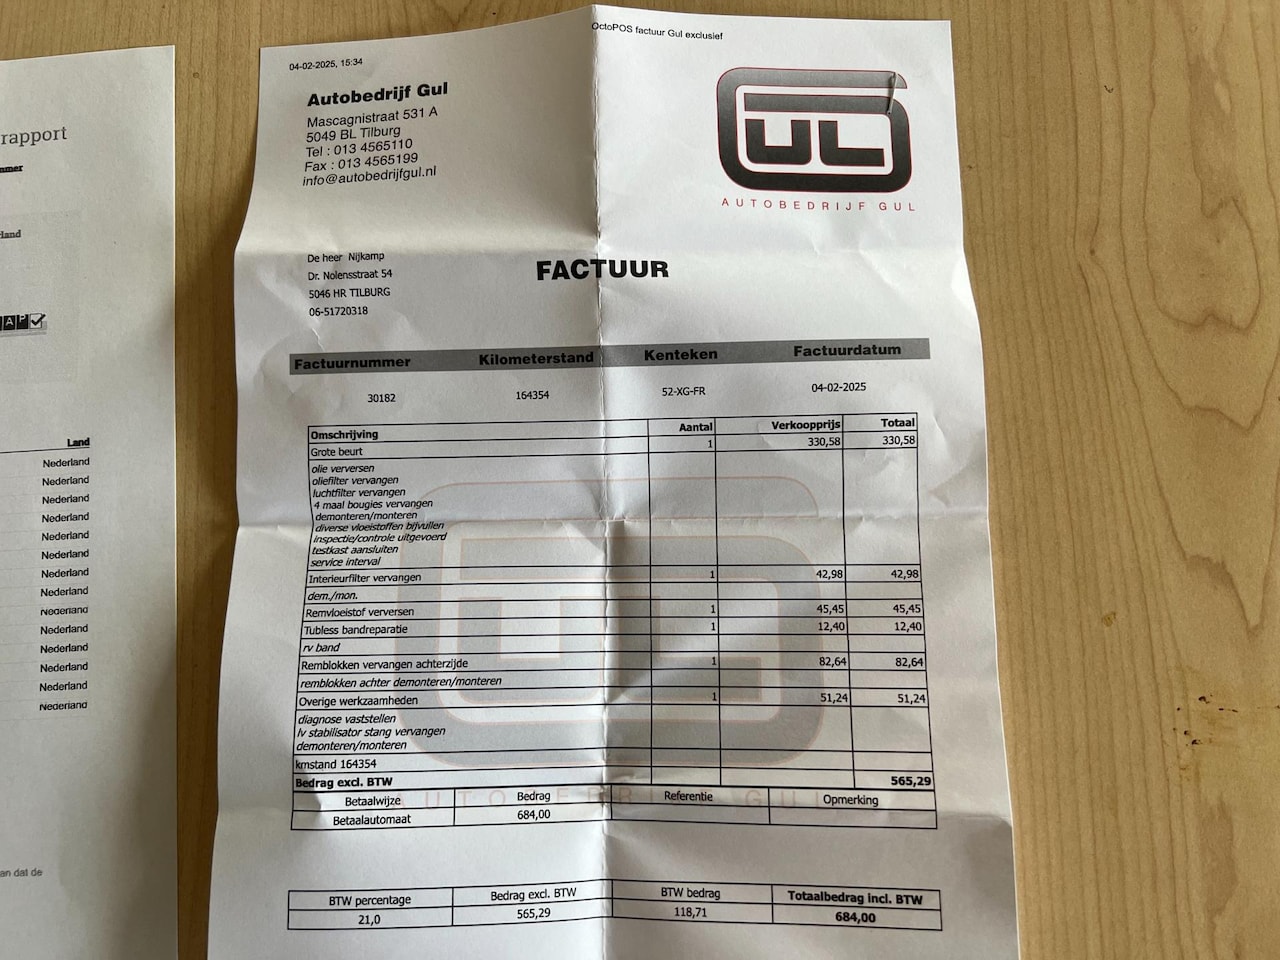 rapport
land
AP
Land
Nederland
Nederland
Nederland
Nederland
Nederland
Nederland
Nederland
Nederland
Nederland
Nederland
Nederland
Nederland
Nederland
Nederland
an dat de
OctoPOS factuur Gul exclusief
04-02-2025, 15:34
Autobedrijf Gul
Mascagnistraat 531 A
5049 BL Tilburg
Tel : 013 4565110
Fax : 013 4565199
info@autobedrijfgul.nl
GUL
AUTOBEDRIJF GUL
De heer Nijkamp
Dr. Nolensstraat 54
5046 HR TILBURG
06-51720318
FACTUUR
Factuurnummer Kilometerstand Kenteken Factuurdatum
30182 164354 52-XG-FR 04-02-2025
Omschrijving Aantal Verkoopprijs Totaal
Grote beurt 1 330,58 330,58
olie verversen
oliefilter vervangen
luchtfilter vervangen
4 maal bougies vervangen
demonteren/monteren
diverse vloeistoffen bijvullen
inspectie/controle uitgevoerd
testkast aansluiten
service interval
Interieurfilter vervangen 1 42,98 42,98
dem./mon.
Remvloeistof verversen 1 45,45 45,45
Tubless bandreparatie 1 12,40 12,40
rv band
Remblokken vervangen achterzijde 1 82,64 82,64
remblokken achter demonteren/monteren
Overige werkzaamheden 1 51,24 51,24
diagnose vaststellen
lv stabilisator stang vervangen
demonteren/monteren
kmstand 164354
Bedrag excl. BTW 565,29
Betaalwijze Bedrag Referentie Opmerking
Betaalautomaat 684,00
AUTOBEDRIJF GUL
BTW percentage Bedrag excl. BTW BTW bedrag Totaalbedrag incl. BTW
21,0 565,29 118,71 684,00